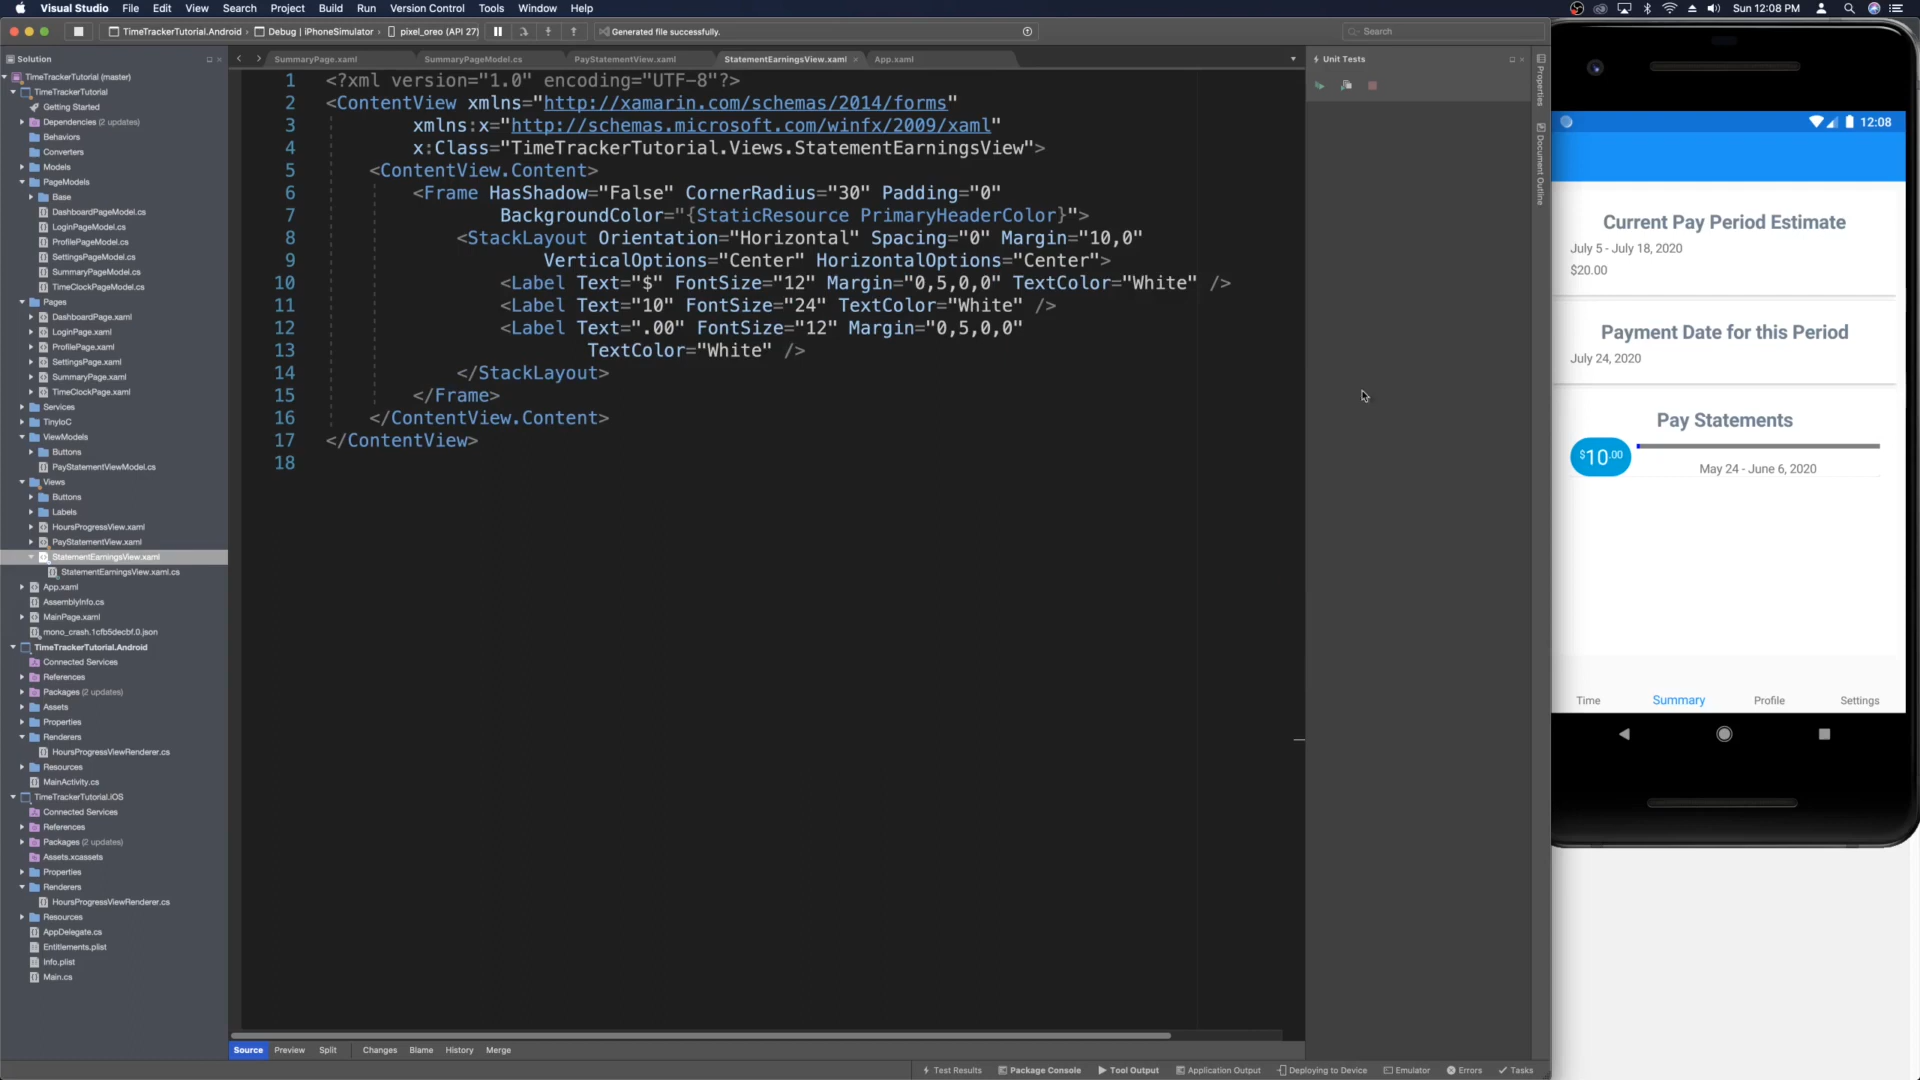 Visual Studio File Edit View Search Project Build Run Version Control Tools Window Help
Sun 12:08 PM
TimeTrackerTutorial.Android › Debug | iPhoneSimulator › pixel_oreo (API 27)
Generated file successfully.
Search
Solution
SummaryPage.xaml SummaryPageModel.cs PayStatementView.xaml StatementEarningsView.xaml × App.xaml
Unit Tests
Properties
Document Outline
TimeTrackerTutorial (master)
TimeTrackerTutorial
Getting Started
Dependencies (2 updates)
Behaviors
Converters
Models
PageModels
Base
DashboardPageModel.cs
LoginPageModel.cs
ProfilePageModel.cs
SettingsPageModel.cs
SummaryPageModel.cs
TimeClockPageModel.cs
Pages
DashboardPage.xaml
LoginPage.xaml
ProfilePage.xaml
SettingsPage.xaml
SummaryPage.xaml
TimeClockPage.xaml
Services
TinyIoC
ViewModels
Buttons
PayStatementViewModel.cs
Views
Buttons
Labels
HoursProgressView.xaml
PayStatementView.xaml
StatementEarningsView.xaml
StatementEarningsView.xaml.cs
App.xaml
AssemblyInfo.cs
MainPage.xaml
mono_crash.1cfb5decbf.0.json
TimeTrackerTutorial.Android
Connected Services
References
Packages (2 updates)
Assets
Properties
Renderers
HoursProgressViewRenderer.cs
Resources
MainActivity.cs
TimeTrackerTutorial.iOS
Connected Services
References
Packages (2 updates)
Assets.xcassets
Properties
Renderers
HoursProgressViewRenderer.cs
Resources
AppDelegate.cs
Entitlements.plist
Info.plist
Main.cs
1 <?xml version="1.0" encoding="UTF-8"?>
2 <ContentView xmlns="http://xamarin.com/schemas/2014/forms"
3 xmlns:x="http://schemas.microsoft.com/winfx/2009/xaml"
4 x:Class="TimeTrackerTutorial.Views.StatementEarningsView">
5 <ContentView.Content>
6 <Frame HasShadow="False" CornerRadius="30" Padding="0"
7 BackgroundColor="{StaticResource PrimaryHeaderColor}">
8 <StackLayout Orientation="Horizontal" Spacing="0" Margin="10,0"
9 VerticalOptions="Center" HorizontalOptions="Center">
10 <Label Text="$" FontSize="12" Margin="0,5,0,0" TextColor="White" />
11 <Label Text="10" FontSize="24" TextColor="White" />
12 <Label Text=".00" FontSize="12" Margin="0,5,0,0"
13 TextColor="White" />
14 </StackLayout>
15 </Frame>
16 </ContentView.Content>
17 </ContentView>
18
Source Preview Split Changes Blame History Merge
Test Results Package Console Tool Output Application Output Deploying to Device Emulator Errors Tasks
12:08
Current Pay Period Estimate
July 5 - July 18, 2020
$20.00
Payment Date for this Period
July 24, 2020
Pay Statements
$10.00
May 24 - June 6, 2020
Time Summary Profile Settings